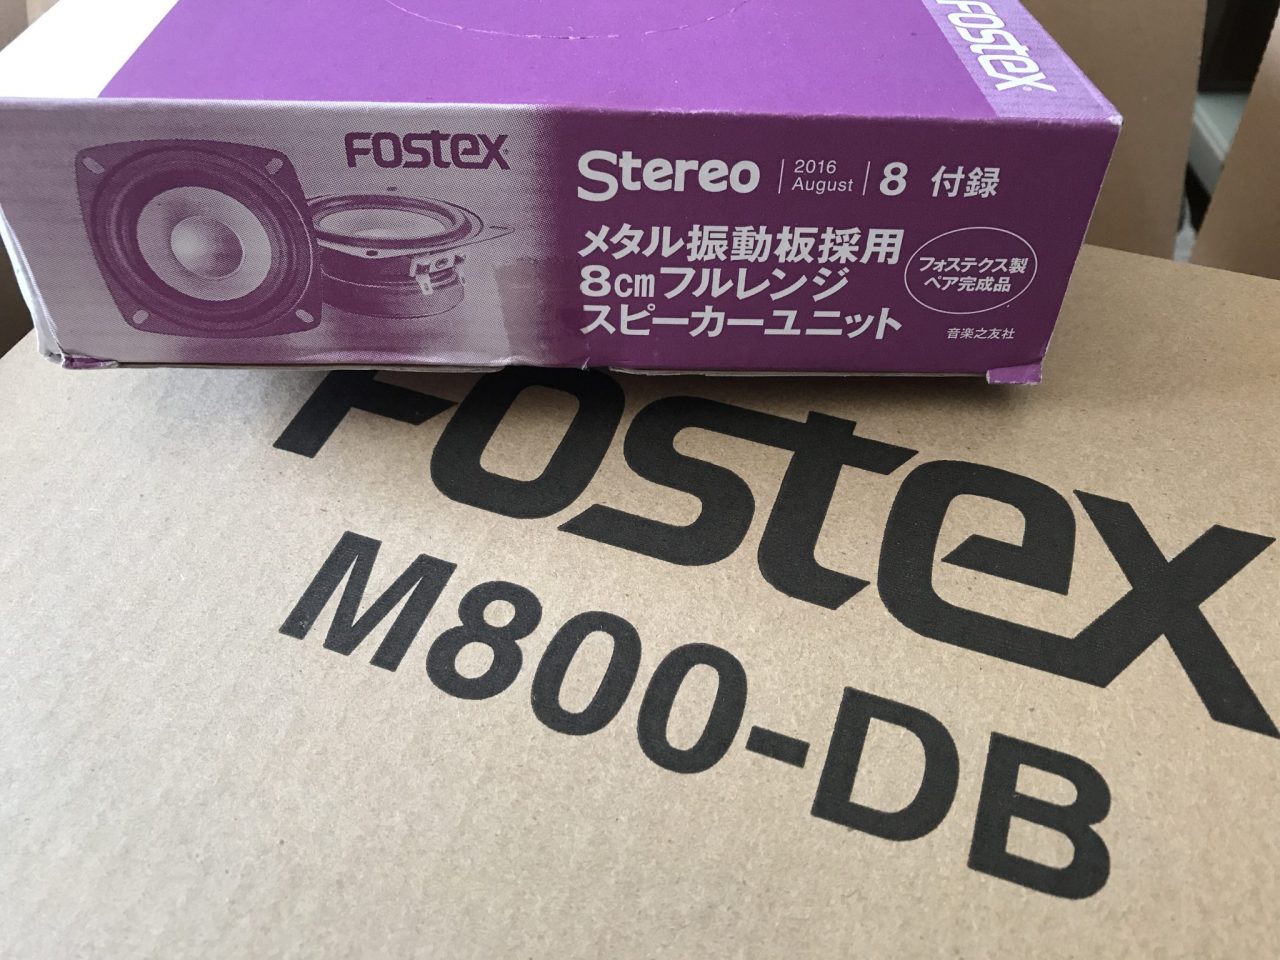 FOSTEX
FOSTEX
Stereo 2016 August 8 付録
メタル振動板採用
8cmフルレンジ
スピーカーユニット
フォステクス製
ペア完成品
音楽之友社
FOSTEX
M800-DB